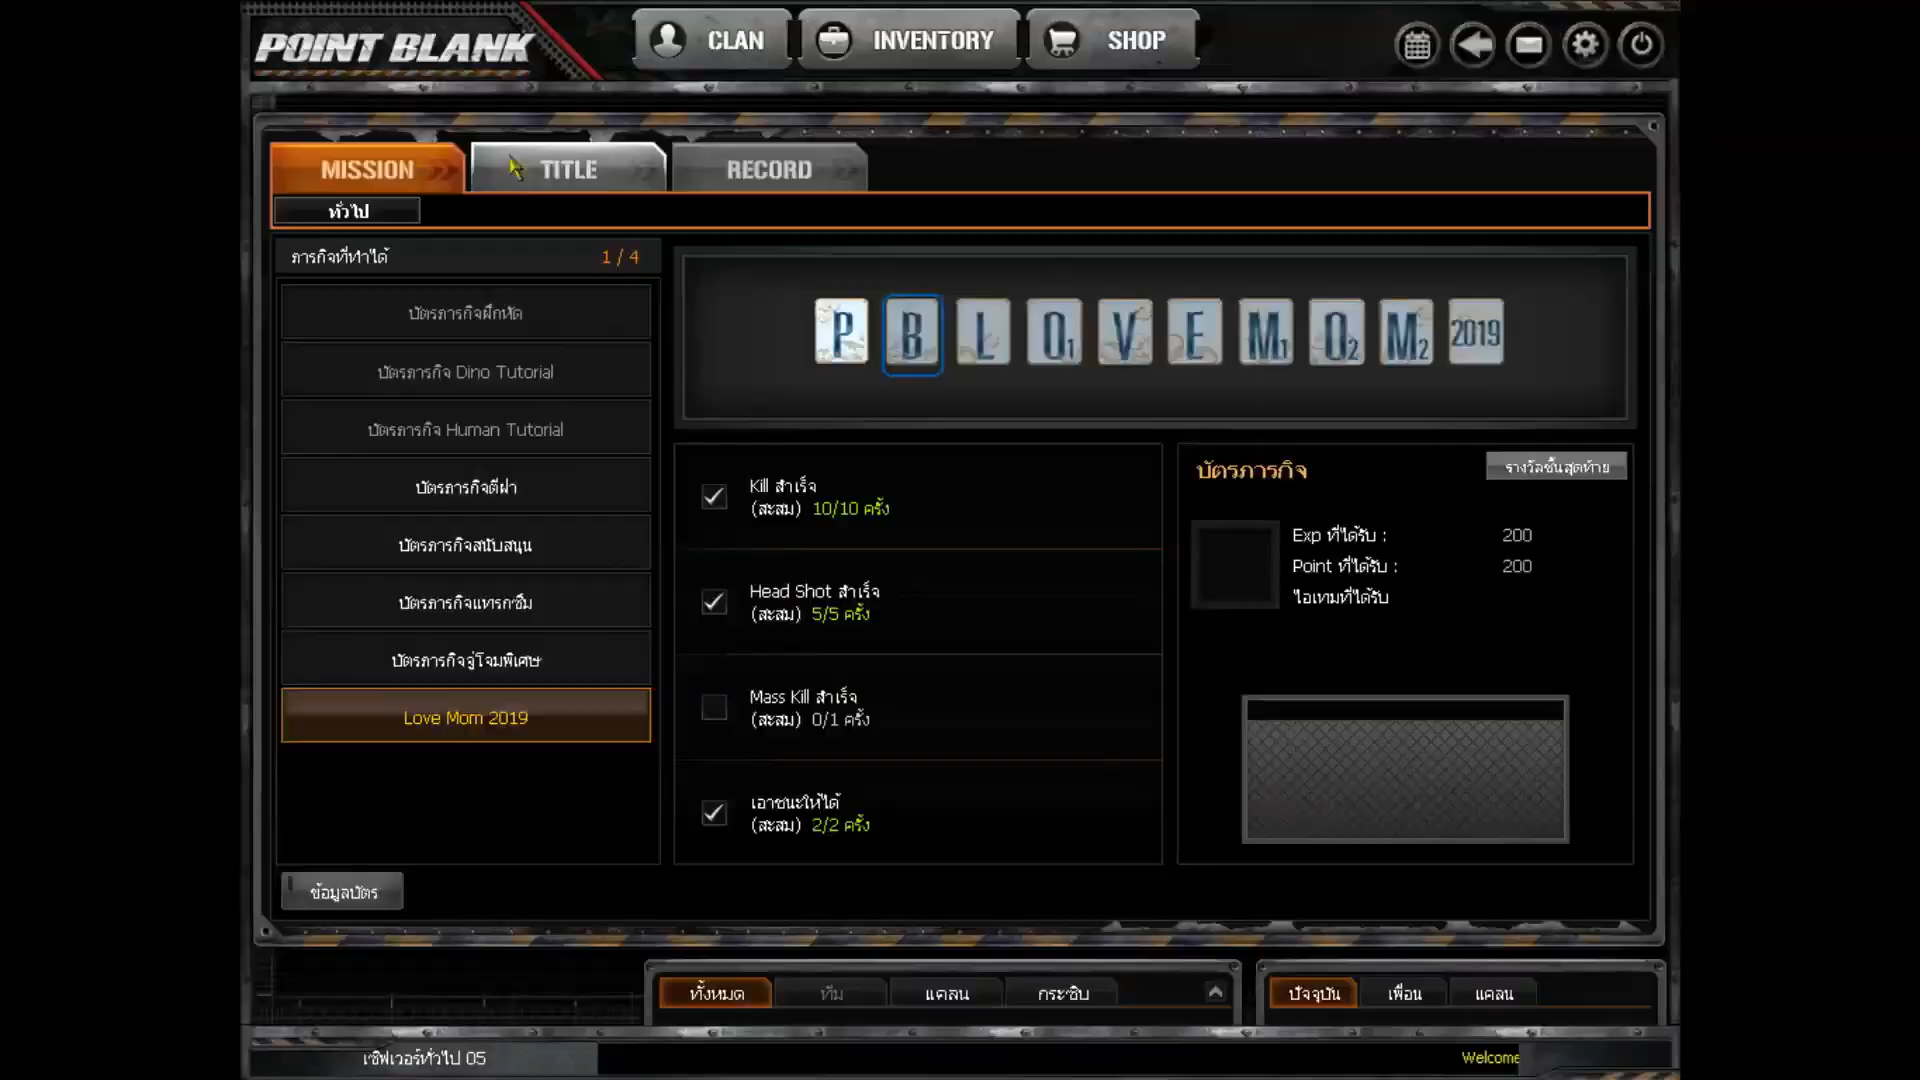 POINT BLANK
CLAN
INVENTORY
SHOP
MISSION
TITLE
RECORD
ทั่วไป
ภารกิจที่ทำได้ 1 / 4
บัตรภารกิจฝึกหัด
บัตรภารกิจ Dino Tutorial
บัตรภารกิจ Human Tutorial
บัตรภารกิจตีฝ่า
บัตรภารกิจสนับสนุน
บัตรภารกิจแทรกซึม
บัตรภารกิจจู่โจมพิเศษ
Love Mom 2019
ข้อมูลบัตร
P B L O1 V E M1 O2 M2 2019
Kill สำเร็จ
(สะสม) 10/10 ครั้ง
Head Shot สำเร็จ
(สะสม) 5/5 ครั้ง
Mass Kill สำเร็จ
(สะสม) 0/1 ครั้ง
เอาชนะให้ได้
(สะสม) 2/2 ครั้ง
บัตรภารกิจ
รางวัลชิ้นสุดท้าย
Exp ที่ได้รับ : 200
Point ที่ได้รับ : 200
ไอเทมที่ได้รับ
ทั้งหมด
ทีม
แคลน
กระซิบ
ปัจจุบัน
เพื่อน
แคลน
เซิฟเวอร์ทั่วไป 05
Welcome